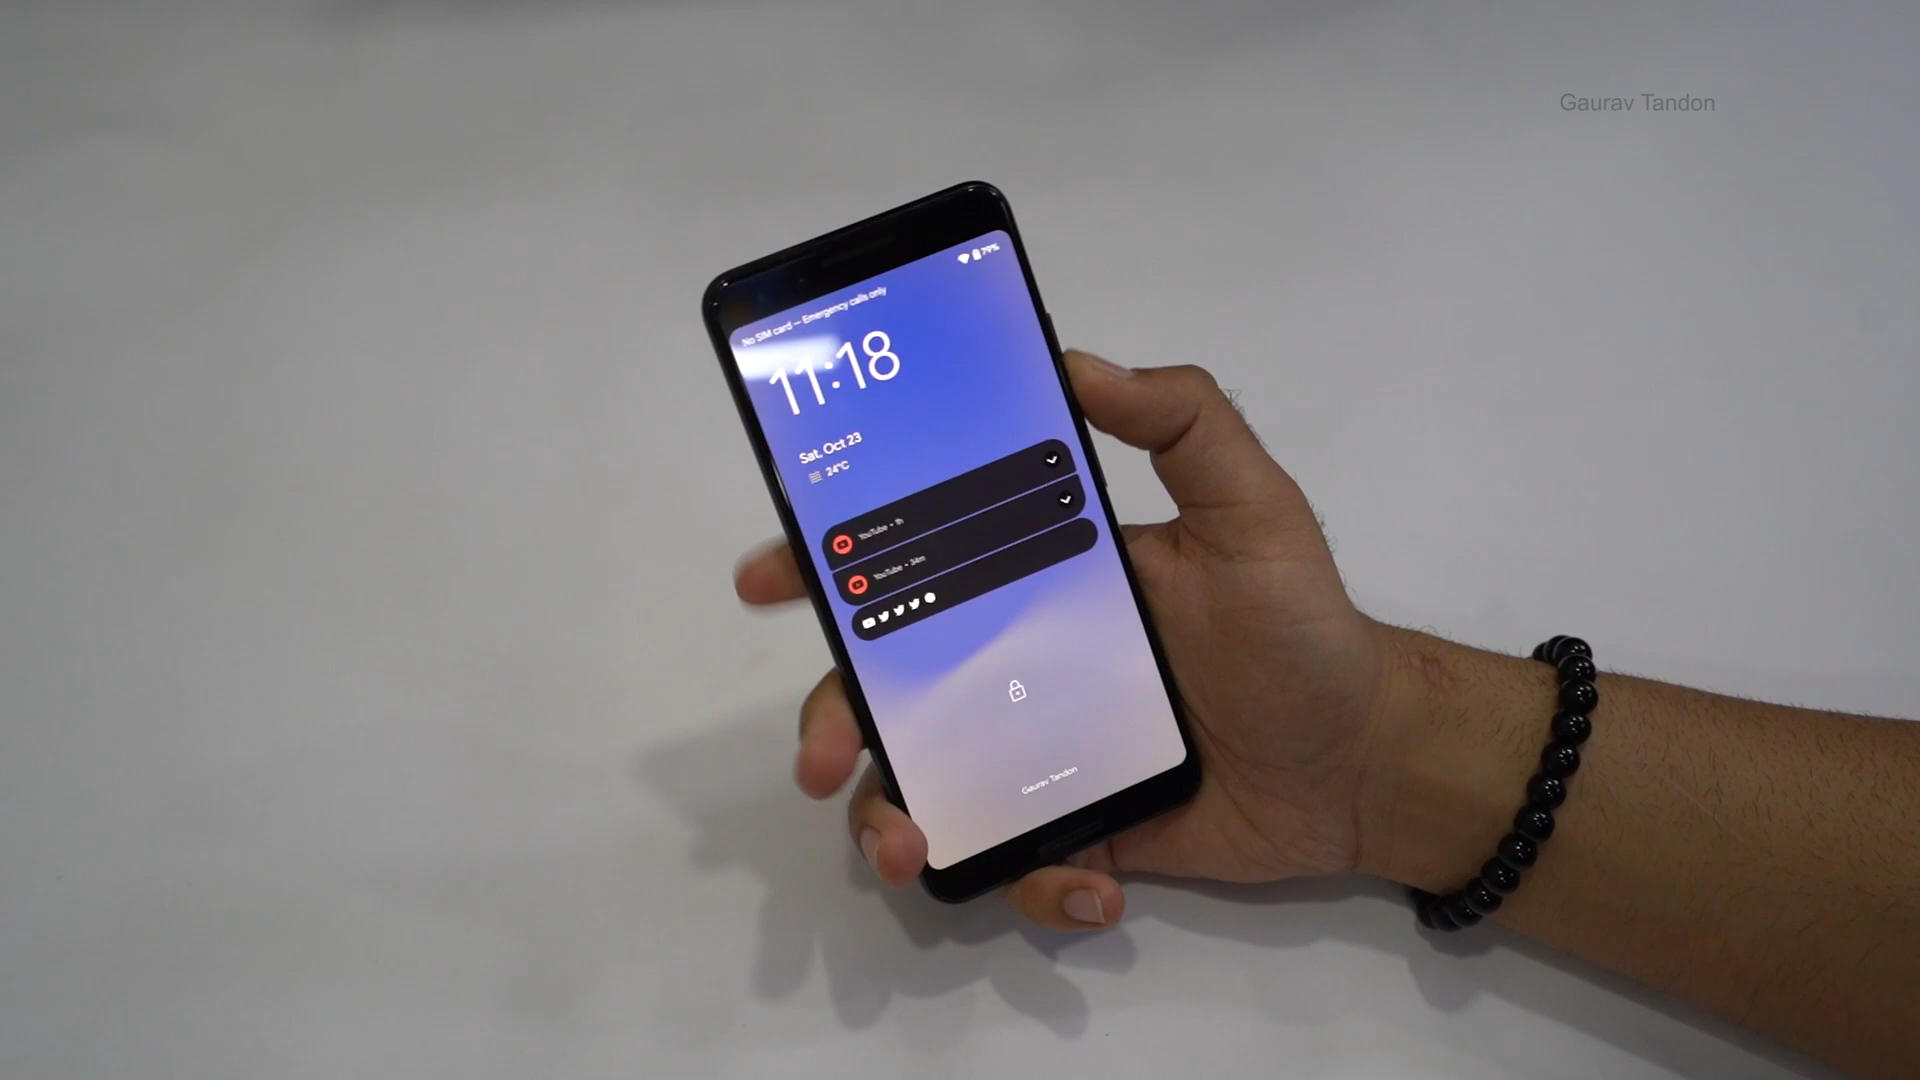 Gaurav Tandon
79%
No SIM card — Emergency calls only
11:18
Sat, Oct 23
24°C
YouTube • 1h
YouTube • 34m
Gaurav Tandon